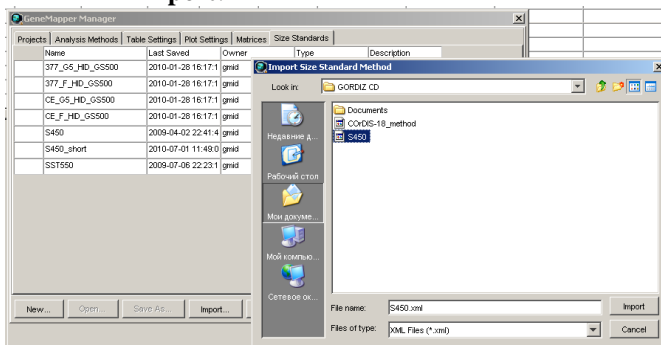 GeneMapper Manager
Projects Analysis Methods Table Settings Plot Settings Matrices Size Standards
Name Last Saved Owner Type Description
377_G5_HID_GS500 2010-01-28 16:17:1 gmid
377_F_HID_GS500 2010-01-28 16:17:1 gmid
CE_G5_HID_GS500 2010-01-28 16:17:1 gmid
CE_F_HID_GS500 2010-01-28 16:17:1 gmid
S450 2009-04-02 22:41:4 gmid
S450_short 2010-07-01 11:49:0 gmid
SST550 2009-07-06 22:23:1 gmid
New... Open... Save As... Import...
Import Size Standard Method
Look in: GORDIZ CD
Недавние д...
Рабочий стол
Мои докуме...
Мой компью...
Сетевое ок...
Documents
COrDIS-18_method
S450
File name: S450.xml Import
Files of type: XML Files (*.xml) Cancel